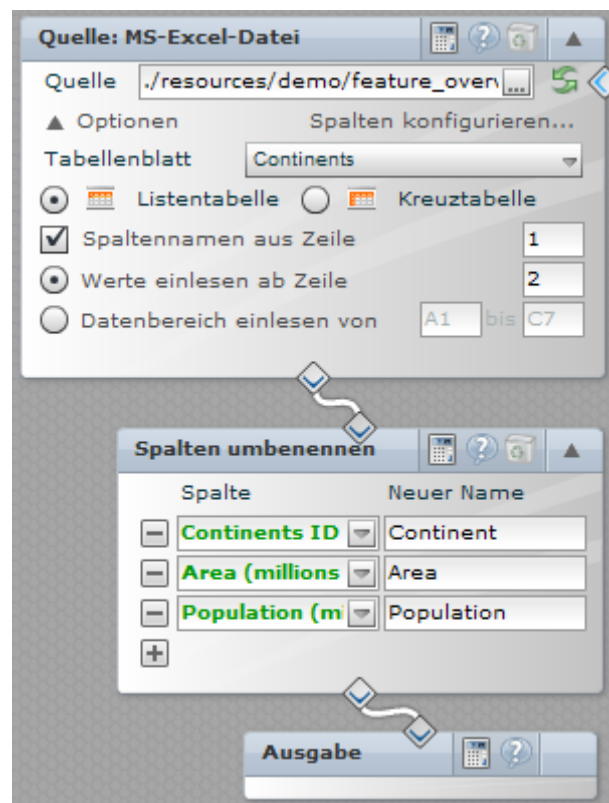 Quelle: MS-Excel-Datei
Quelle ./resources/demo/feature_over ...
Optionen Spalten konfigurieren...
Tabellenblatt Continents
Listentabelle Kreuztabelle
Spaltennamen aus Zeile 1
Werte einlesen ab Zeile 2
Datenbereich einlesen von A1 bis C7
Spalten umbenennen
Spalte Neuer Name
Continents ID Continent
Area (millions Area
Population (mi Population
Ausgabe